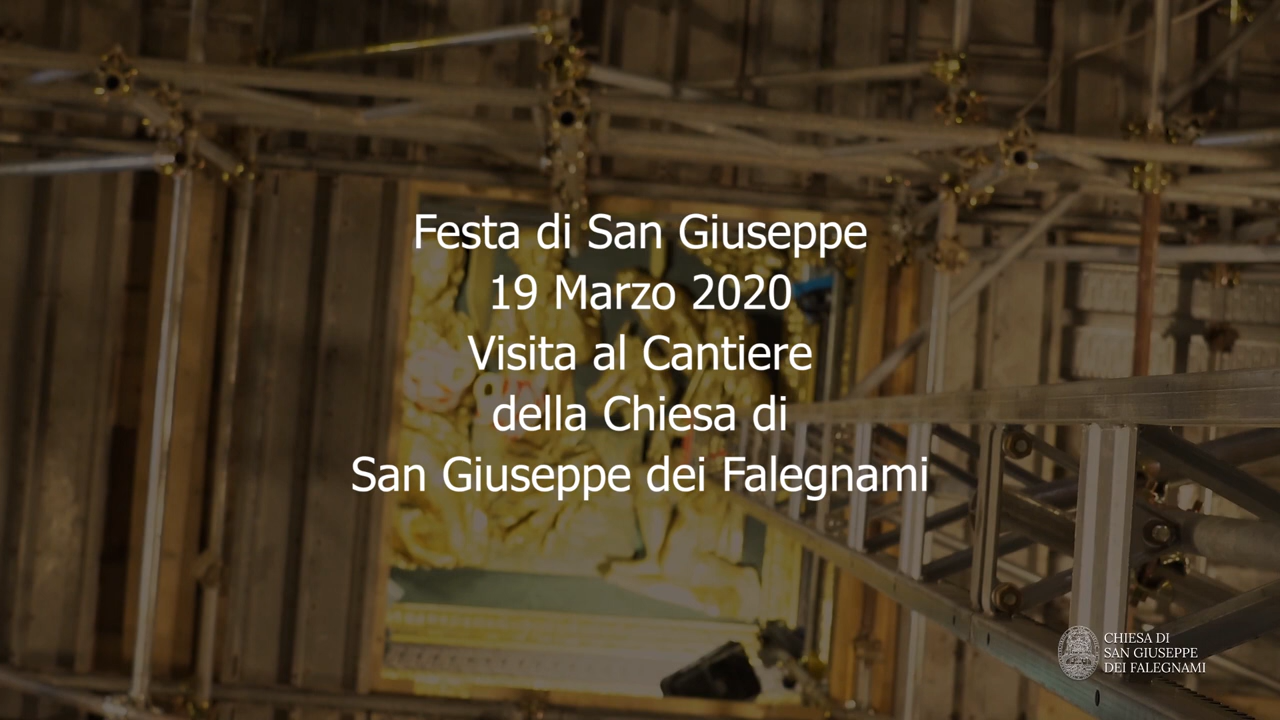 Festa di San Giuseppe
19 Marzo 2020
Visita al Cantiere
della Chiesa di
San Giuseppe dei Falegnami
CHIESA DI
SAN GIUSEPPE
DEI FALEGNAMI